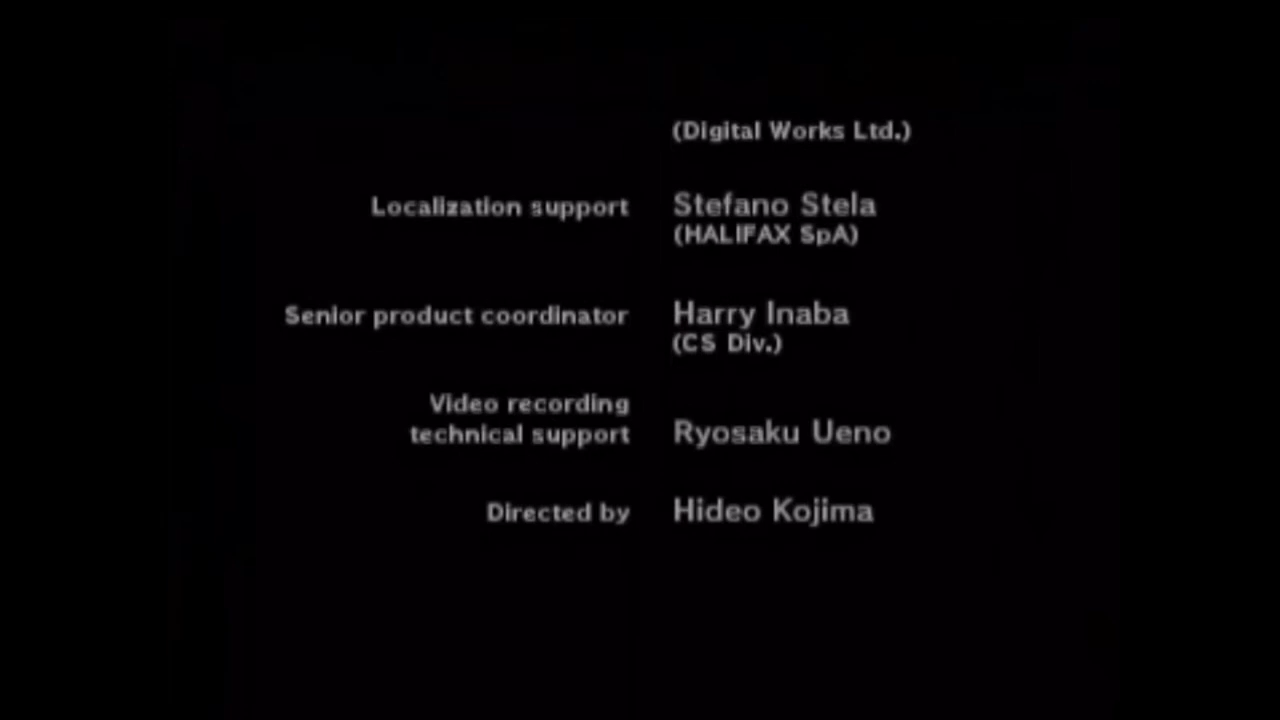 (Digital Works Ltd.)
Localization support Stefano Stela
(HALIFAX SpA)
Senior product coordinator Harry Inaba
(CS Div.)
Video recording
technical support Ryosaku Ueno
Directed by Hideo Kojima